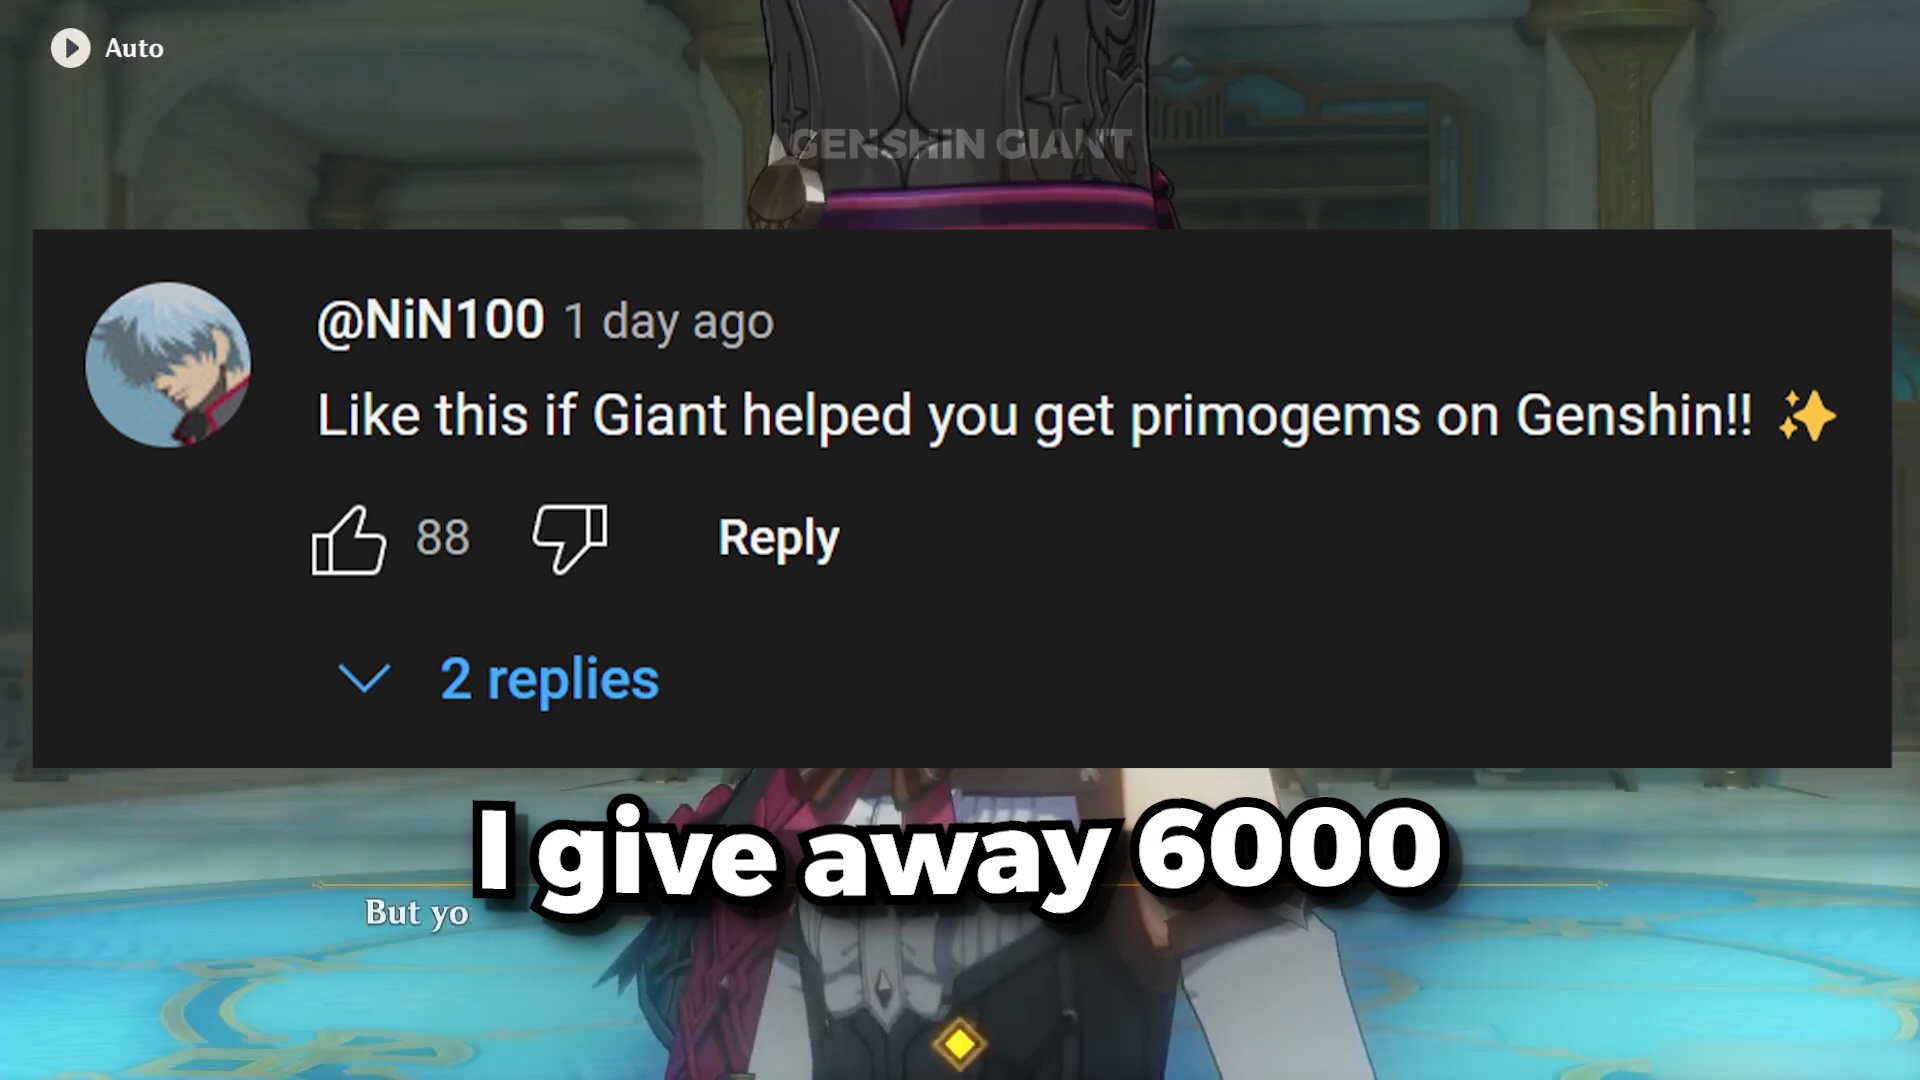 Auto
GENSHIN GIANT
@NiN100 1 day ago
Like this if Giant helped you get primogems on Genshin!! ✨
88 Reply
2 replies
I give away 6000
But yo